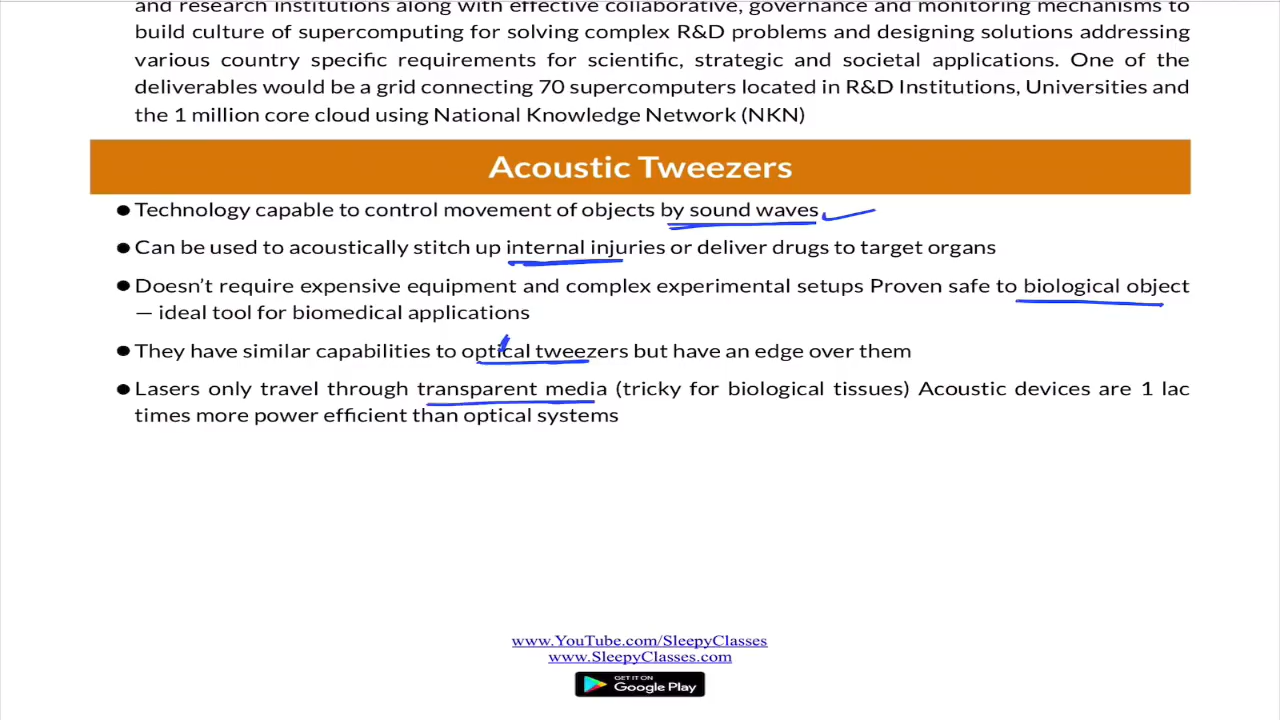 and research institutions along with effective collaborative, governance and monitoring mechanisms to
build culture of supercomputing for solving complex R&D problems and designing solutions addressing
various country specific requirements for scientific, strategic and societal applications. One of the
deliverables would be a grid connecting 70 supercomputers located in R&D Institutions, Universities and
the 1 million core cloud using National Knowledge Network (NKN)
Acoustic Tweezers
● Technology capable to control movement of objects by sound waves
● Can be used to acoustically stitch up internal injuries or deliver drugs to target organs
● Doesn't require expensive equipment and complex experimental setups Proven safe to biological object
— ideal tool for biomedical applications
● They have similar capabilities to optical tweezers but have an edge over them
● Lasers only travel through transparent media (tricky for biological tissues) Acoustic devices are 1 lac
times more power efficient than optical systems
www.YouTube.com/SleepyClasses
www.SleepyClasses.com
GET IT ON
Google Play